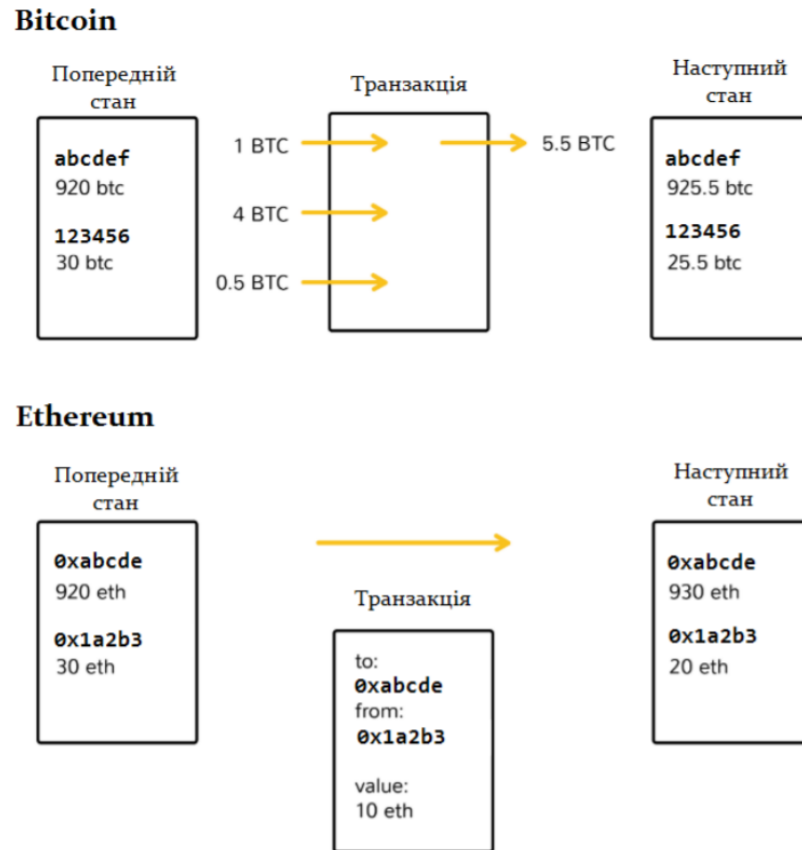 Bitcoin
Попередній
стан
abcdef
920 btc
123456
30 btc
Транзакція
1 BTC
4 BTC
0.5 BTC
5.5 BTC
Наступний
стан
abcdef
925.5 btc
123456
25.5 btc
Ethereum
Попередній
стан
0xabcde
920 eth
0x1a2b3
30 eth
Транзакція
to:
0xabcde
from:
0x1a2b3
value:
10 eth
Наступний
стан
0xabcde
930 eth
0x1a2b3
20 eth